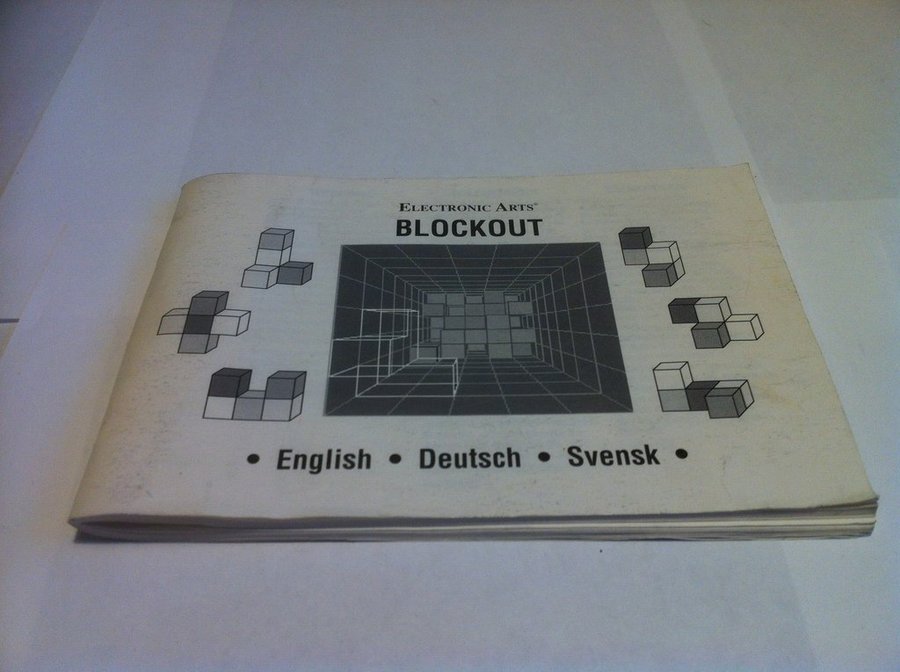 ELECTRONIC ARTS®
BLOCKOUT
• English • Deutsch • Svensk •